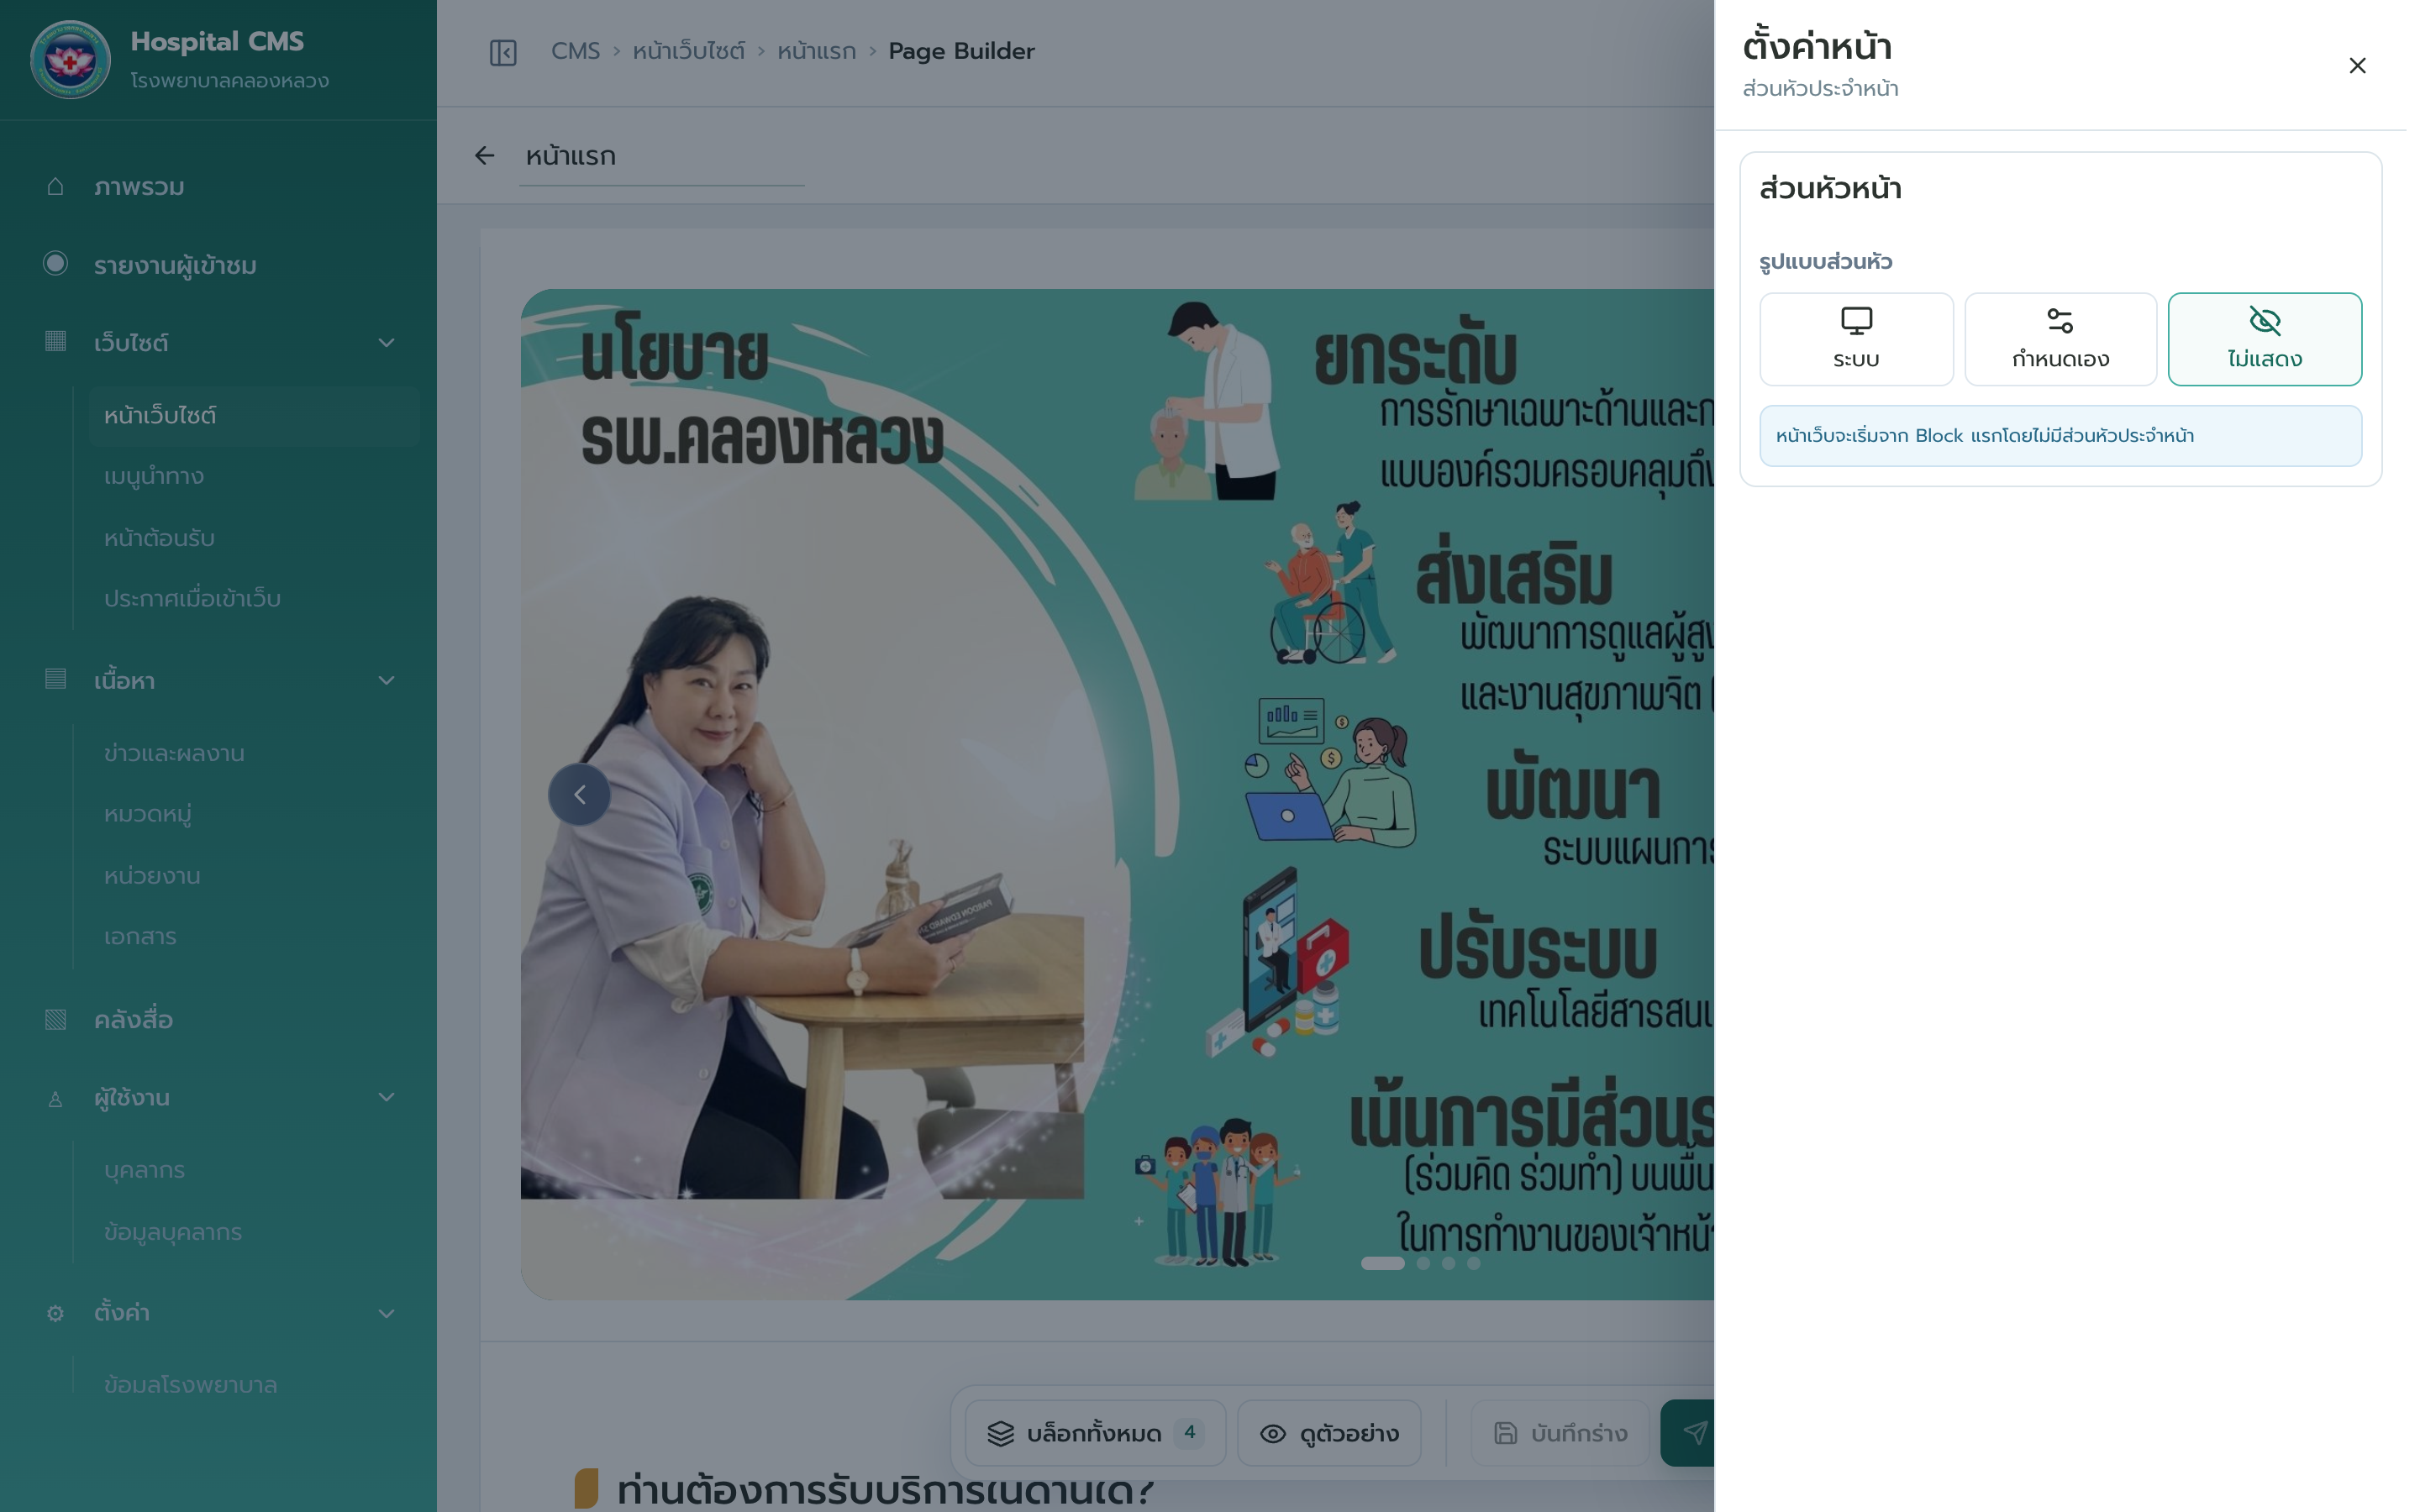 Hospital CMS
โรงพยาบาลคลองหลวง
ภาพรวม
รายงานผู้เข้าชม
เว็บไซต์
หน้าเว็บไซต์
เมนูนำทาง
หน้าต้อนรับ
ประกาศเมื่อเข้าเว็บ
เนื้อหา
ข่าวและผลงาน
หมวดหมู่
หน่วยงาน
เอกสาร
คลังสื่อ
ผู้ใช้งาน
บุคลากร
ข้อมูลบุคลากร
ตั้งค่า
ข้อมูลโรงพยาบาล
CMS > หน้าเว็บไซต์ > หน้าแรก > Page Builder
หน้าแรก
นโยบาย
รพ.คลองหลวง
ยกระดับ
การรักษาเฉพาะด้านและ
แบบองค์รวมครอบคลุมถึง
ส่งเสริม
พัฒนาการดูแลผู้สูง
และงานสุขภาพจิต
พัฒนา
ระบบแผนการ
ปรับระบบ
เทคโนโลยีสารสน
เน้นการมีส่วนร
(ร่วมคิด ร่วมทำ) บนพื้น
ในการทำงานของเจ้าหน้า
บล็อกทั้งหมด 4
ดูตัวอย่าง
บันทึกร่าง
ท่านต้องการรับบริการในด้านใด?
ตั้งค่าหน้า
ส่วนหัวประจำหน้า
ส่วนหัวหน้า
รูปแบบส่วนหัว
ระบบ
กำหนดเอง
ไม่แสดง
หน้าเว็บจะเริ่มจาก Block แรกโดยไม่มีส่วนหัวประจำหน้า